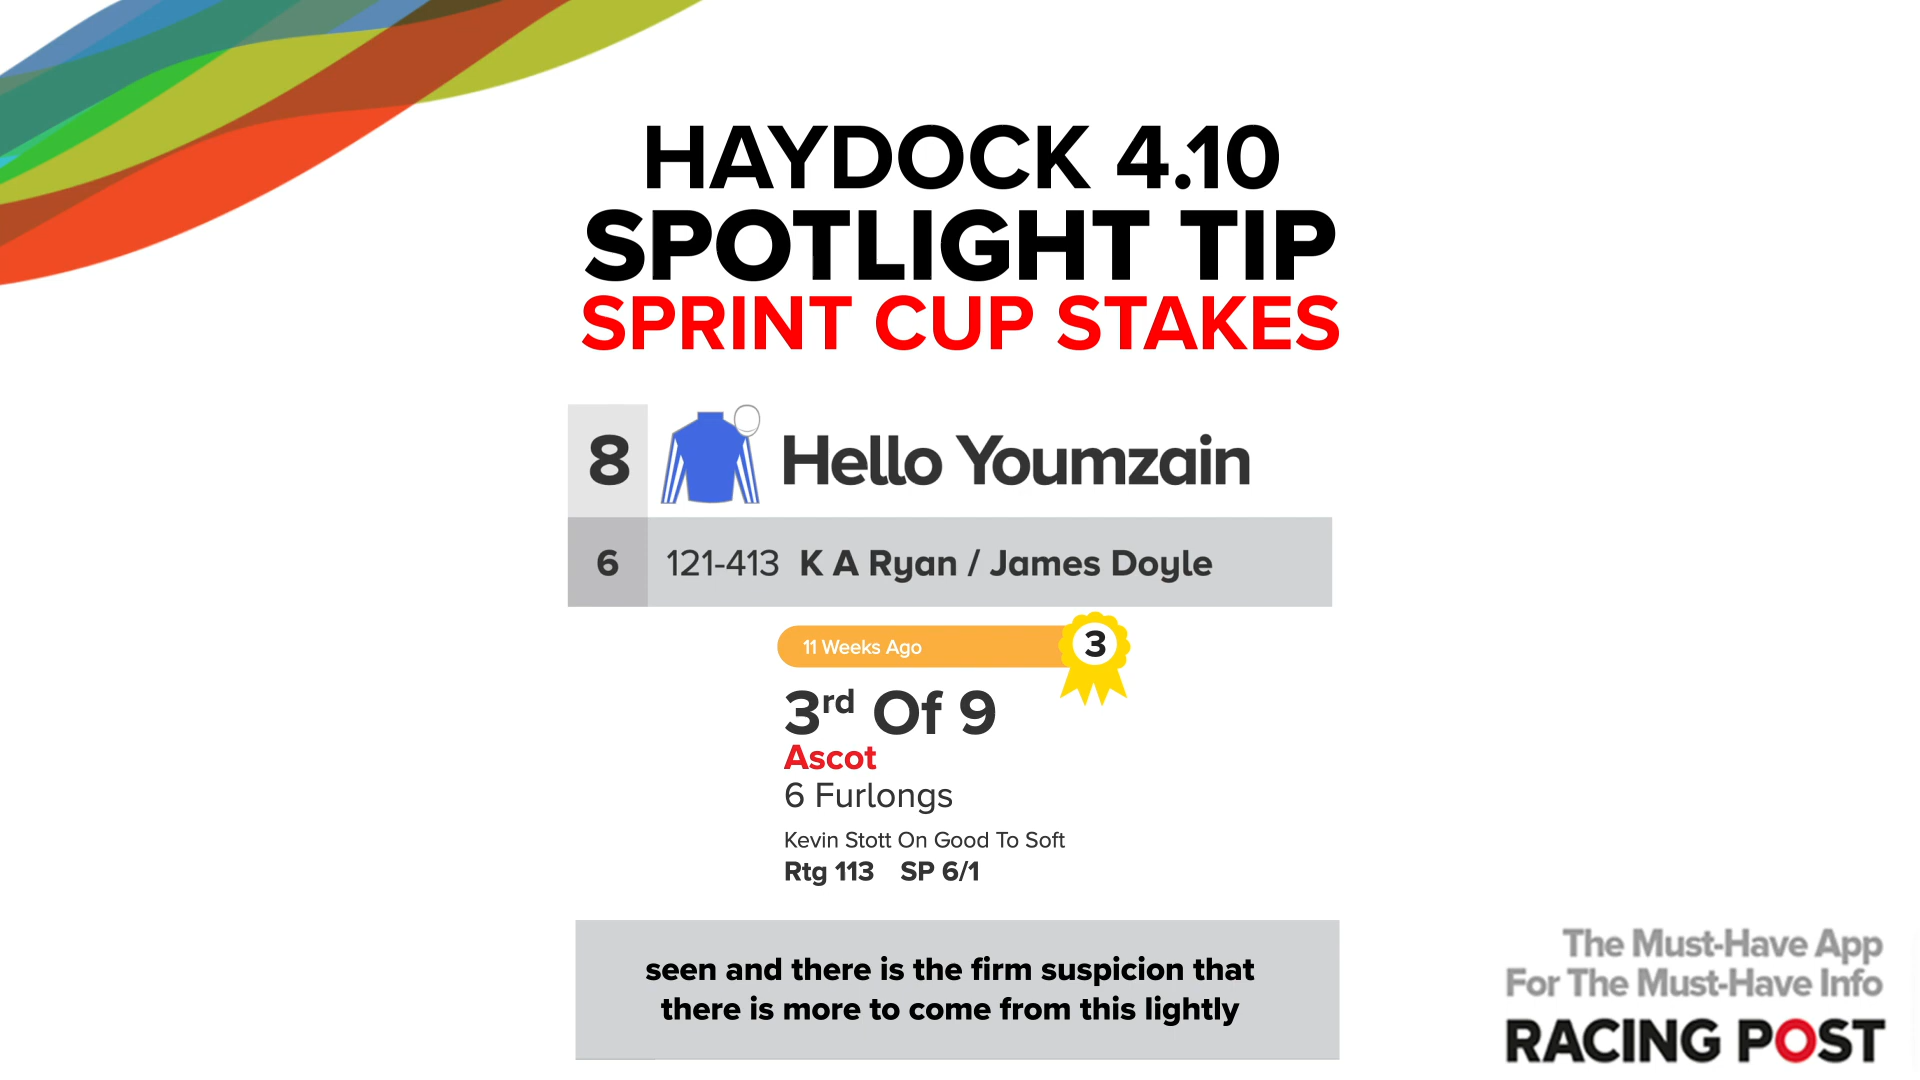 HAYDOCK 4.10
SPOTLIGHT TIP
SPRINT CUP STAKES
8 Hello Youmzain
6 121-413 K A Ryan / James Doyle
11 Weeks Ago 3
3rd Of 9
Ascot
6 Furlongs
Kevin Stott On Good To Soft
Rtg 113 SP 6/1
seen and there is the firm suspicion that
there is more to come from this lightly
The Must-Have App
For The Must-Have Info
RACING POST